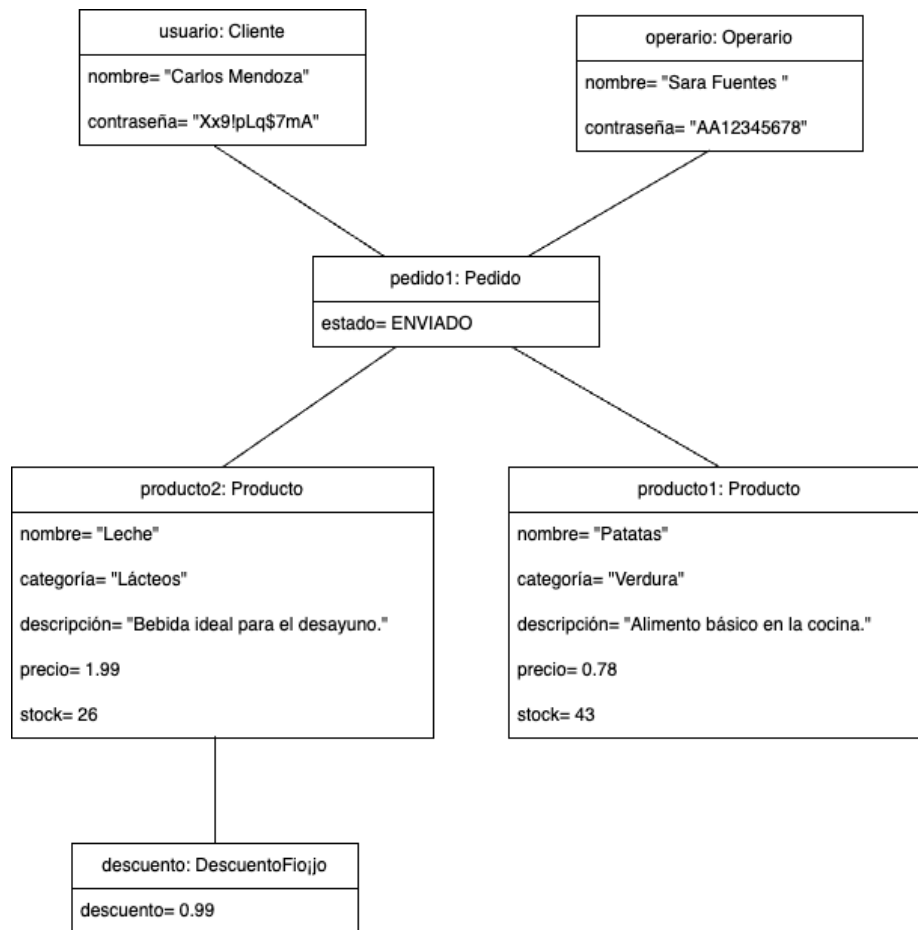 usuario: Cliente
nombre= "Carlos Mendoza"
contraseña= "Xx9!pLq$7mA"
operario: Operario
nombre= "Sara Fuentes "
contraseña= "AA12345678"
pedido1: Pedido
estado= ENVIADO
producto2: Producto
nombre= "Leche"
categoría= "Lácteos"
descripción= "Bebida ideal para el desayuno."
precio= 1.99
stock= 26
producto1: Producto
nombre= "Patatas"
categoría= "Verdura"
descripción= "Alimento básico en la cocina."
precio= 0.78
stock= 43
descuento: DescuentoFio¡jo
descuento= 0.99